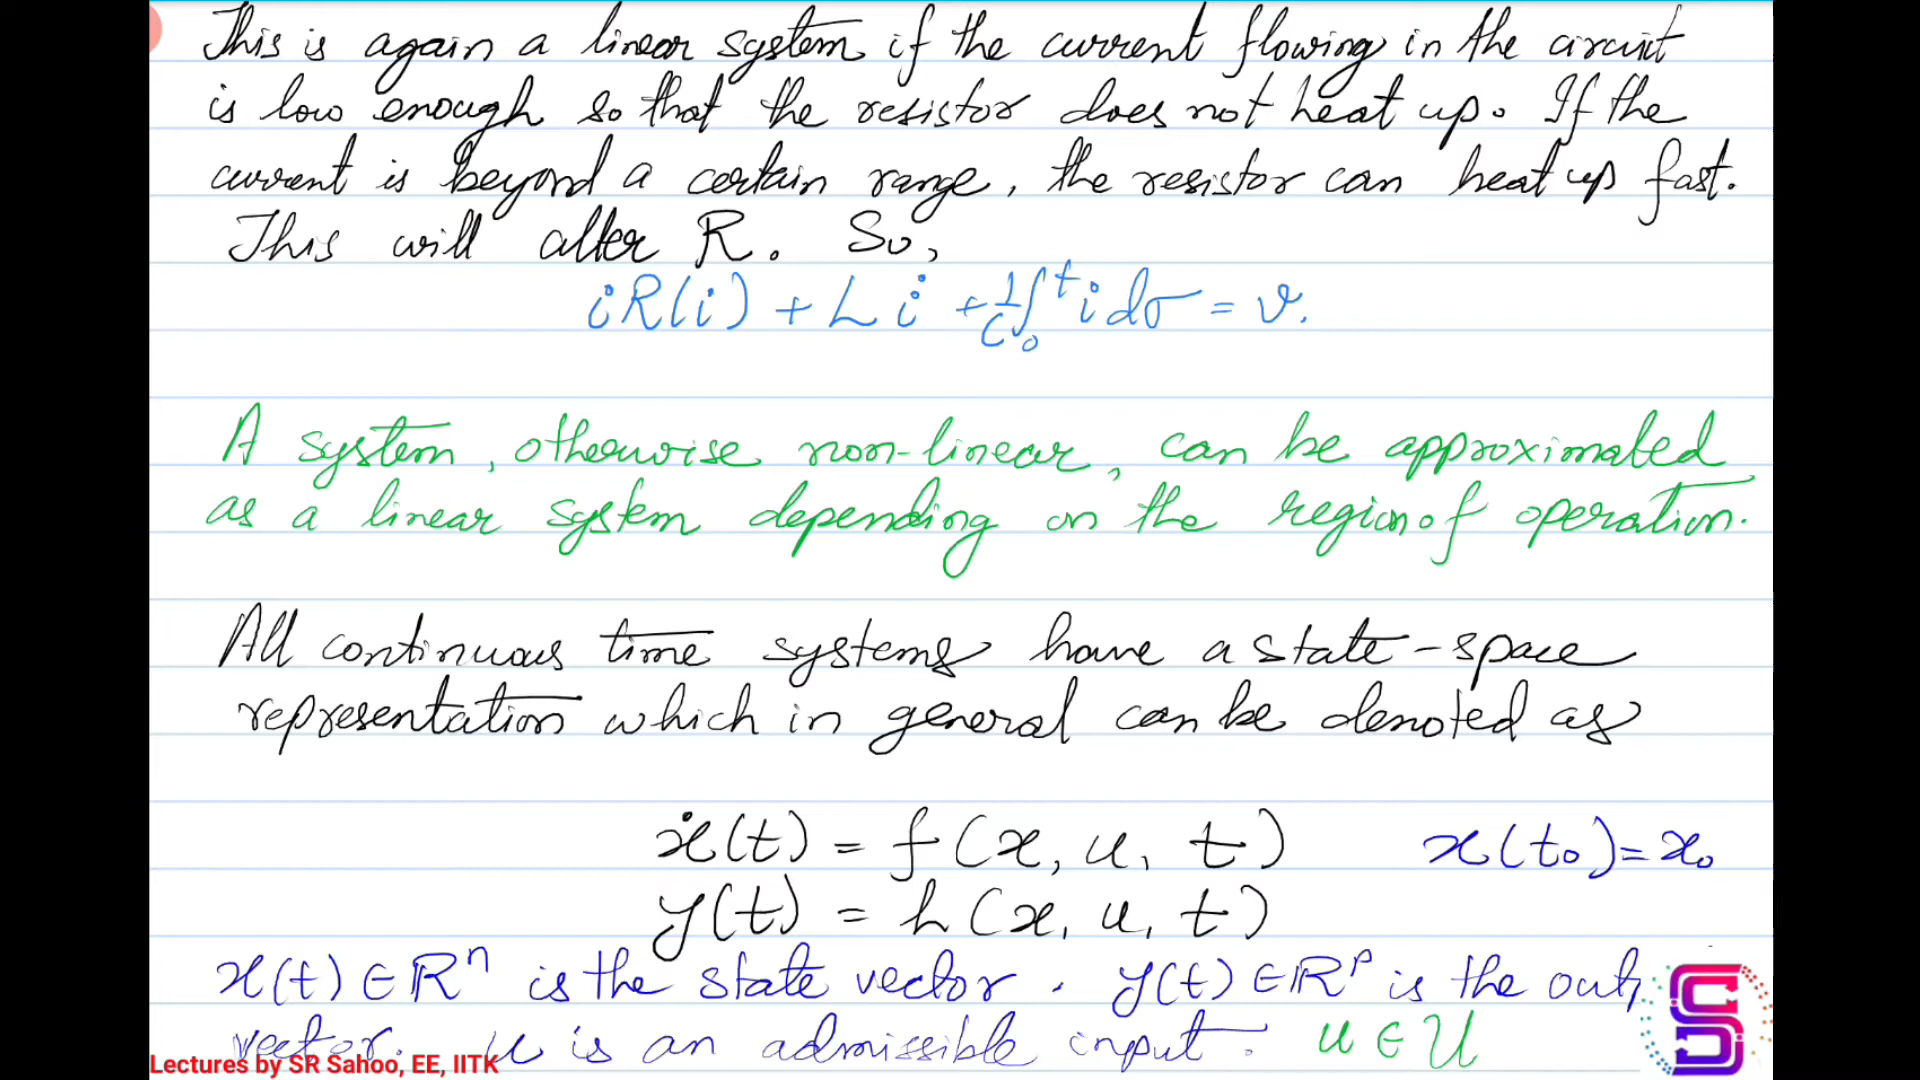 This is again a linear system if the current flowing in the circuit
is low enough so that the resistor does not heat up. If the
current is beyond a certain range, the resistor can heat up fast.
This will alter R. So,
iR(i) + L i̇ + 1/C ∫₀ᵗ i dσ = v.
A system, otherwise non-linear, can be approximated
as a linear system depending on the region of operation.
All continuous time systems have a state-space
representation which in general can be denoted as
ẋ(t) = f(x, u, t) x(t₀) = x₀
y(t) = h(x, u, t)
x(t) ∈ ℝⁿ is the state vector. y(t) ∈ ℝᵖ is the out
vector. u is an admissible input. u ∈ U
Lectures by SR Sahoo, EE, IITK